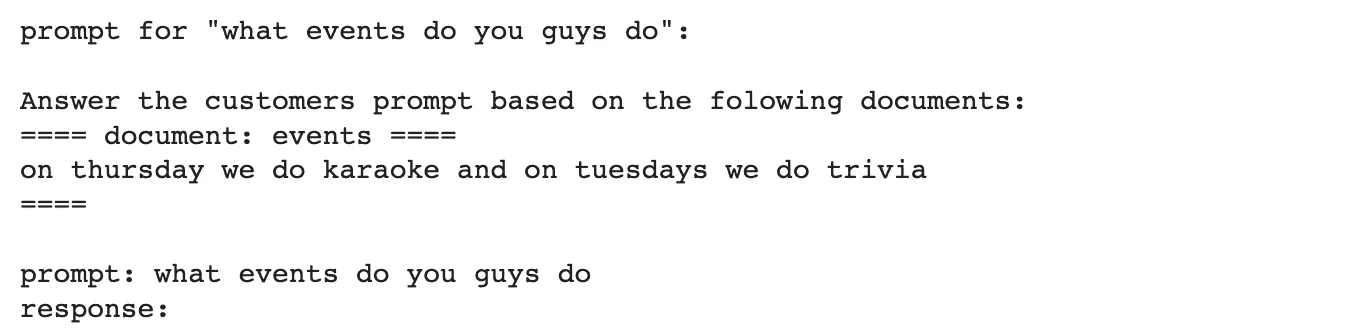 prompt for "what events do you guys do":
Answer the customers prompt based on the folowing documents:
==== document: events ====
on thursday we do karaoke and on tuesdays we do trivia
====
prompt: what events do you guys do
response: